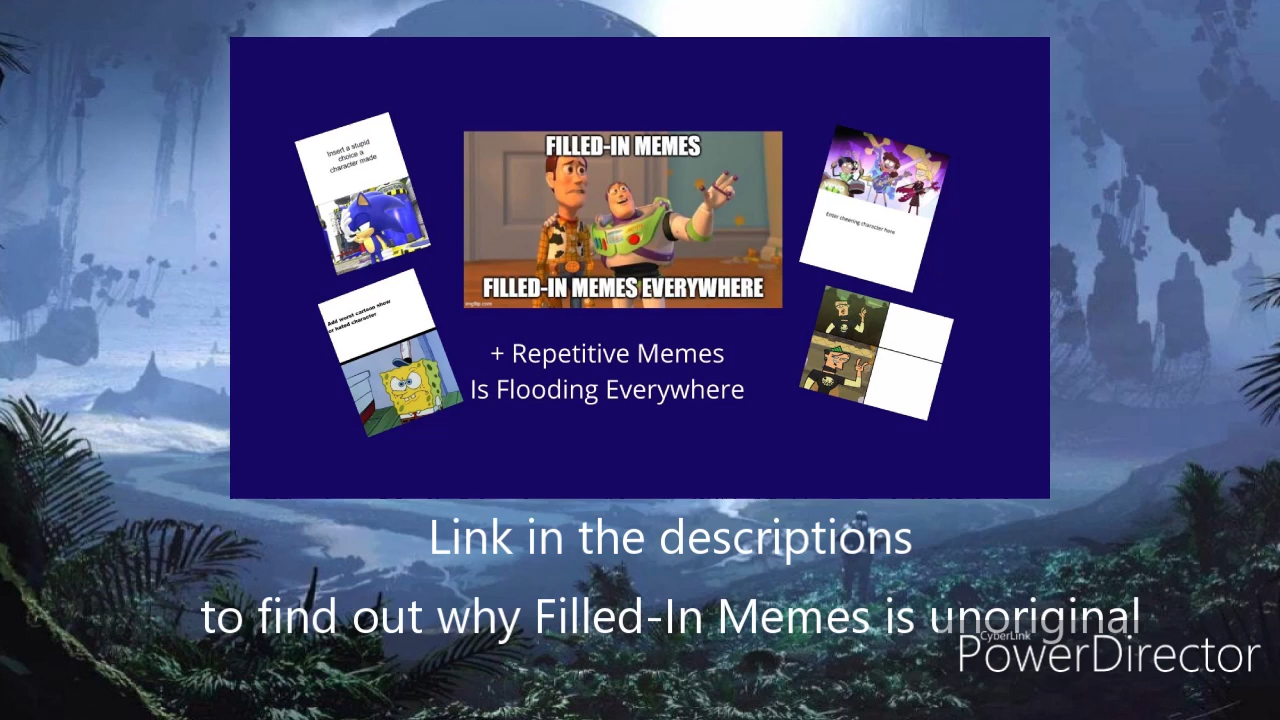 Insert a stupid
choice a
character made
FILLED-IN MEMES
FILLED-IN MEMES EVERYWHERE
imgflip.com
Enter cheering character here
Add worst cartoon show
or hated character
+ Repetitive Memes
Is Flooding Everywhere
Link in the descriptions
to find out why Filled-In Memes is unoriginal
CyberLink
PowerDirector